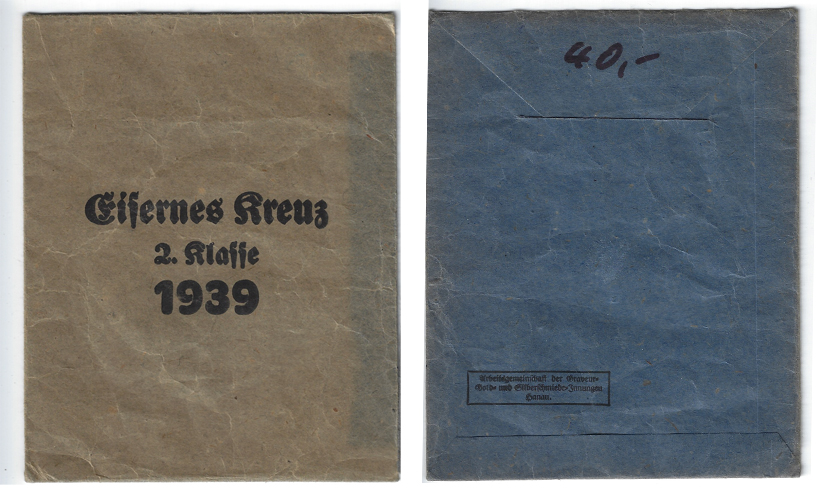 Eisernes Kreuz
2. Klasse
1939
40,-
Arbeitsgemeinschaft der Graveur-
Gold- und Silberschmiede-Innungen
Hanau.